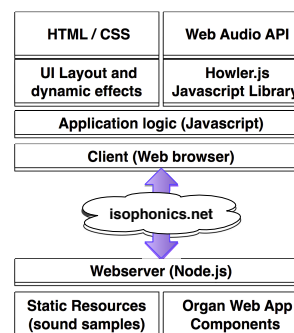 HTML / CSS
Web Audio API
UI Layout and
dynamic effects
Howler.js
Javascript Library
Application logic (Javascript)
Client (Web browser)
isophonics.net
Webserver (Node.js)
Static Resources
(sound samples)
Organ Web App
Components